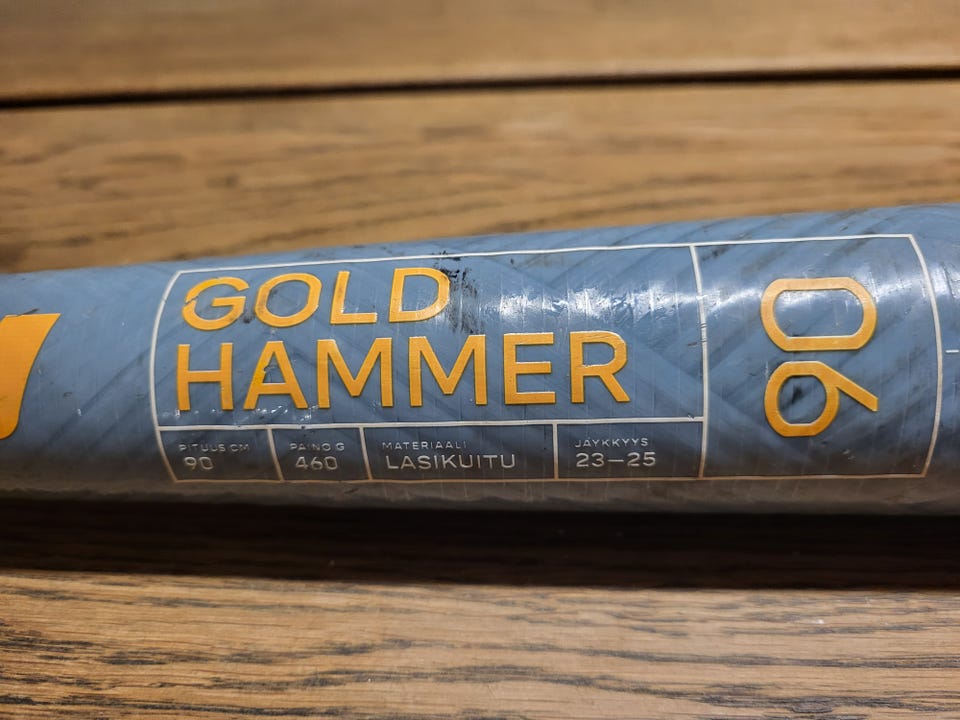 GOLD
HAMMER
PITUUS CM
90
PAINO G
460
MATERIAALI
LASIKUITU
JÄYKKYYS
23–25
90